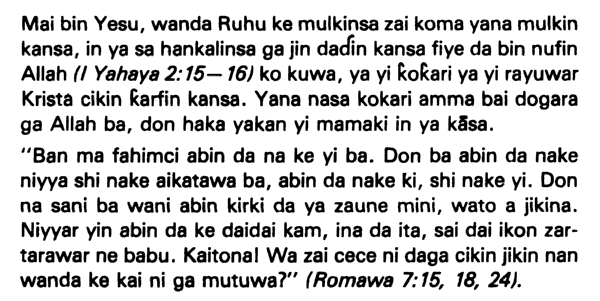 Mai bin Yesu, wanda Ruhu ke mulkinsa zai koma yana mulkin
kansa, in ya sa hankalinsa ga jin daɗin kansa fiye da bin nufin
Allah (I Yahaya 2:15—16) ko kuwa, ya yi ƙoƙari ya yi rayuwar
Krista cikin ƙarfin kansa. Yana nasa kokari amma bai dogara
ga Allah ba, don haka yakan yi mamaki in ya kāsa.
"Ban ma fahimci abin da na ke yi ba. Don ba abin da nake
niyya shi nake aikatawa ba, abin da nake ki, shi nake yi. Don
na sani ba wani abin kirki da ya zaune mini, wato a jikina.
Niyyar yin abin da ke daidai kam, ina da ita, sai dai ikon zar-
tarawar ne babu. Kaitona! Wa zai cece ni daga cikin jikin nan
wanda ke kai ni ga mutuwa?" (Romawa 7:15, 18, 24).